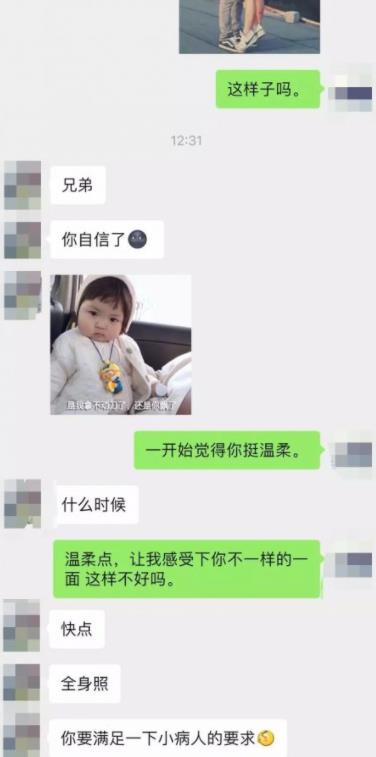 这样子吗。
12:31
兄弟
你自信了
是我拿不动刀了，还是你飘了
一开始觉得你挺温柔。
什么时候
温柔点，让我感受下你不一样的一
面 这样不好吗。
快点
全身照
你要满足一下小病人的要求